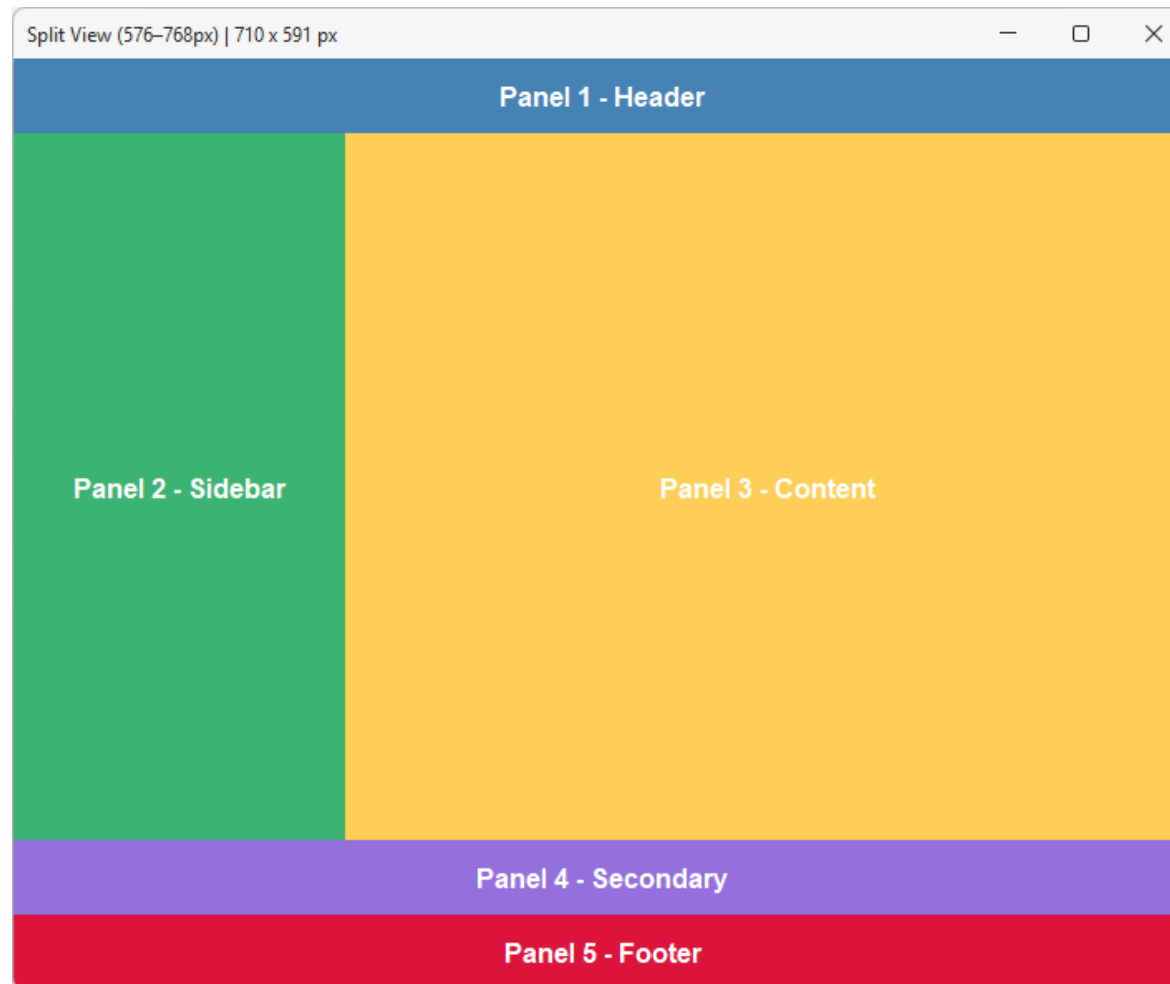 Split View (576–768px) | 710 x 591 px
Panel 1 - Header
Panel 2 - Sidebar
Panel 3 - Content
Panel 4 - Secondary
Panel 5 - Footer